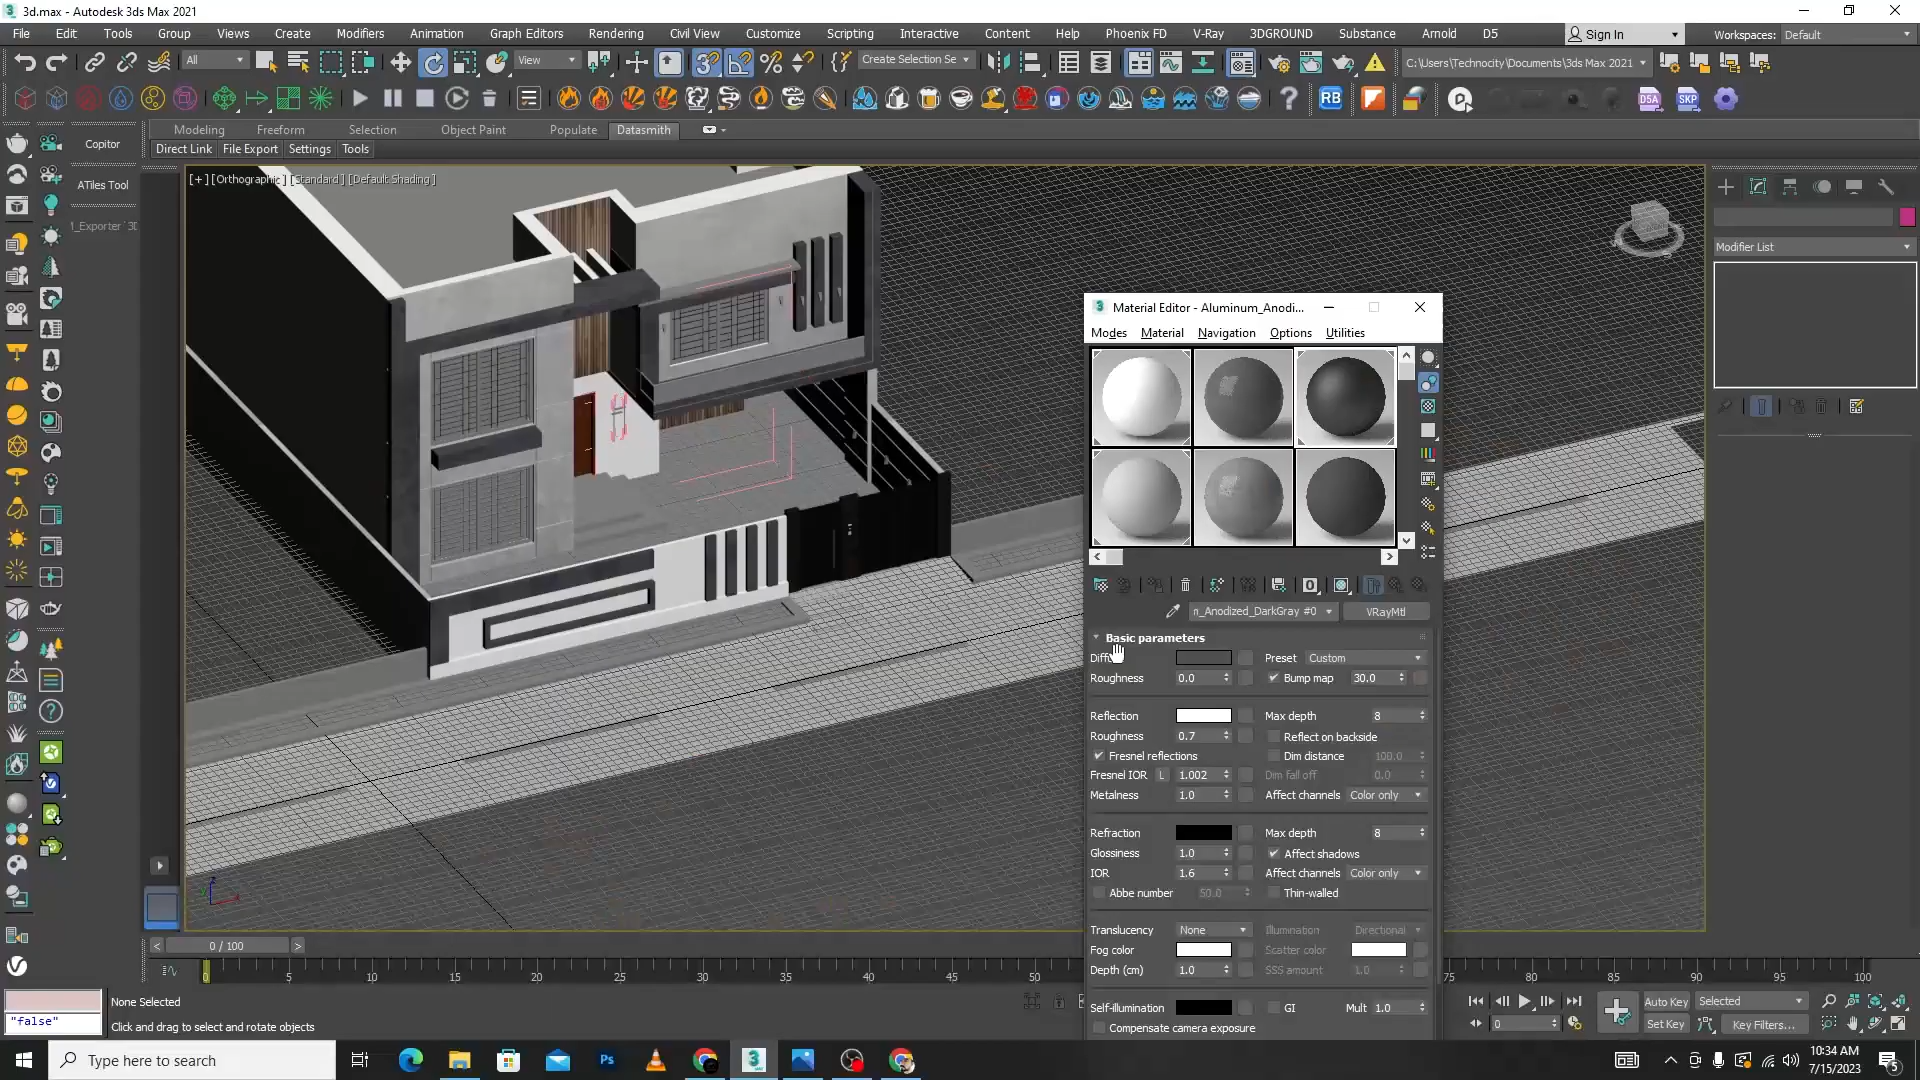 3d.max - Autodesk 3ds Max 2021
File Edit Tools Group Views Create Modifiers Animation Graph Editors Rendering Civil View Customize Scripting Interactive Content Help Phoenix FD V-Ray 3DGROUND Substance Arnold D5 Sign In Workspaces: Default
All View Create Selection Se C:\Users\Technocity\Documents\3ds Max 2021
RB D5A SKP
Modeling Freeform Selection Object Paint Populate Datasmith
Copitor
Direct Link File Export Settings Tools
[+] [Orthographic] [Standard] [Default Shading]
ATiles Tool
1_Exporter` 3D
Modifier List
Material Editor - Aluminum_Anodi...
Modes Material Navigation Options Utilities
n_Anodized_DarkGray #0 VRayMtl
Basic parameters
Preset Custom
Roughness 0.0 Bump map 30.0
Reflection Max depth 8
Roughness 0.7 Reflect on backside
Fresnel reflections Dim distance 100.0
Fresnel IOR L 1.002 Dim fall off 0.0
Metalness 1.0 Affect channels Color only
Refraction Max depth 8
Glossiness 1.0 Affect shadows
IOR 1.6 Affect channels Color only
Abbe number 50.0 Thin-walled
Translucency None Illumination Directional
Fog color Scatter color
Depth (cm) 1.0 SSS amount 1.0
Self-illumination GI Mult 1.0
Compensate camera exposure
< 0 / 100 >
0 5 10 15 20 25 30 35 40 45 50 75 80 85 90 95 100
None Selected
"false"
Click and drag to select and rotate objects
Auto Key Selected
0 Set Key Key Filters...
Type here to search
10:34 AM
7/15/2023
5